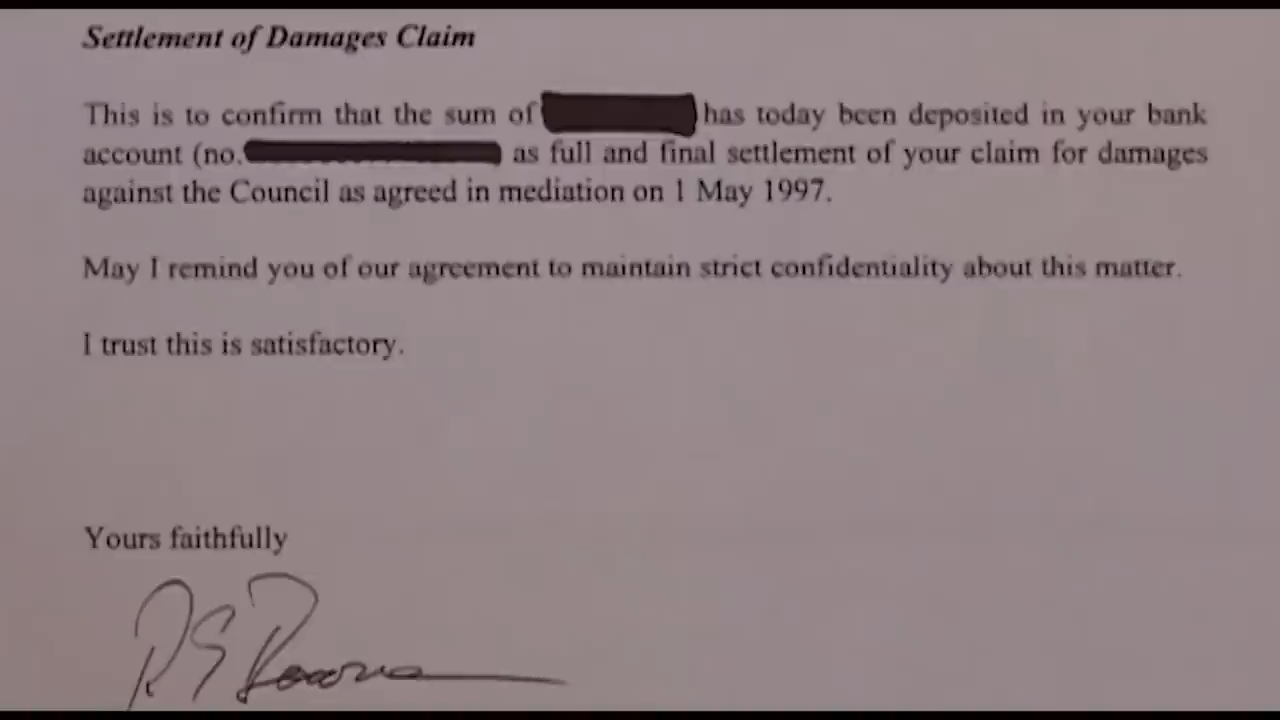 Settlement of Damages Claim
This is to confirm that the sum of has today been deposited in your bank
account (no. as full and final settlement of your claim for damages
against the Council as agreed in mediation on 1 May 1997.
May I remind you of our agreement to maintain strict confidentiality about this matter.
I trust this is satisfactory.
Yours faithfully